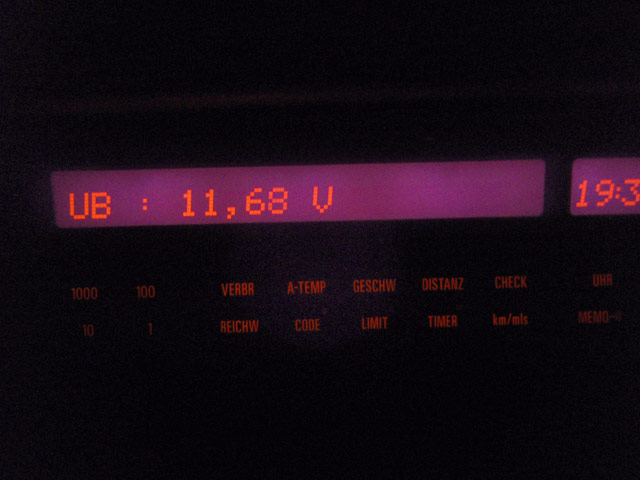 UB : 11,68 V
19:3
1000 100 VERBR A-TEMP GESCHW DISTANZ CHECK UHR
10 1 REICHW CODE LIMIT TIMER km/mls MEMO